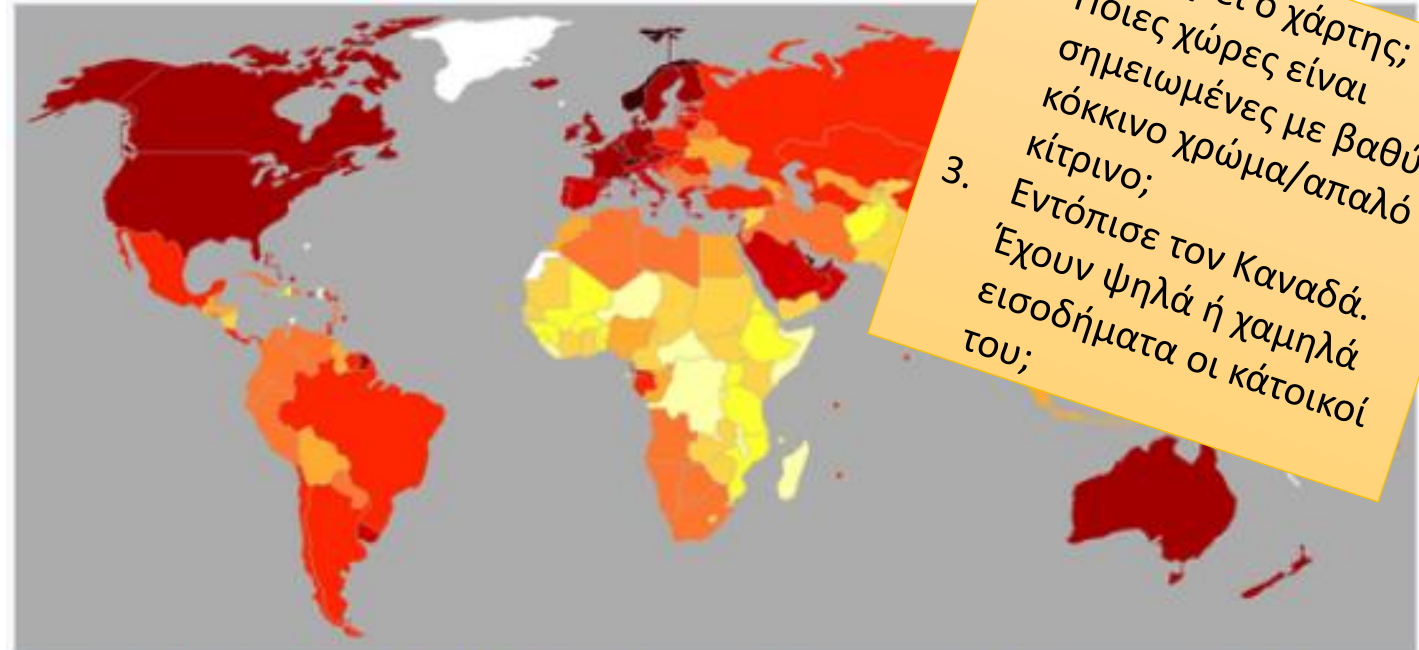 ο χάρτης;
Ποιες χώρες είναι
σημειωμένες με βαθύ
κόκκινο χρώμα/απαλό
κίτρινο;
3. Εντόπισε τον Καναδά.
Έχουν ψηλά ή χαμηλά
εισοδήματα οι κάτοικοί
του;